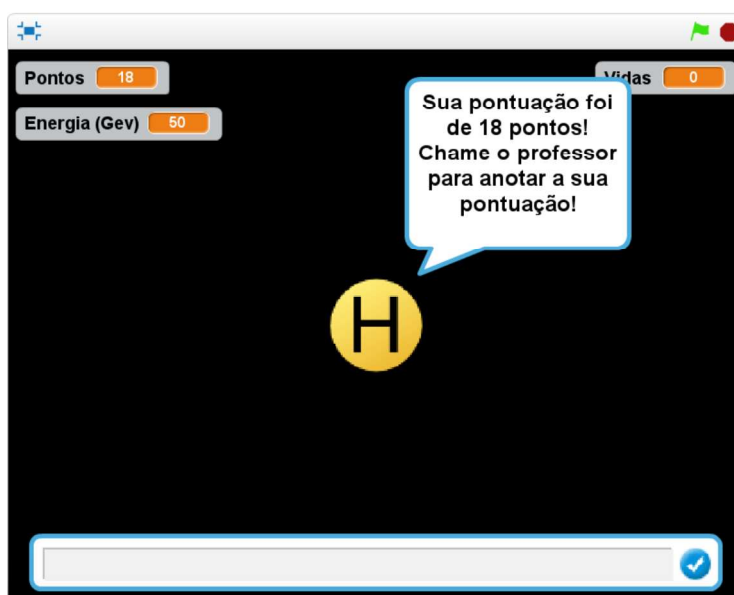 Pontos 18
Vidas 0
Energia (Gev) 50
Sua pontuação foi
de 18 pontos!
Chame o professor
para anotar a sua
pontuação!
H